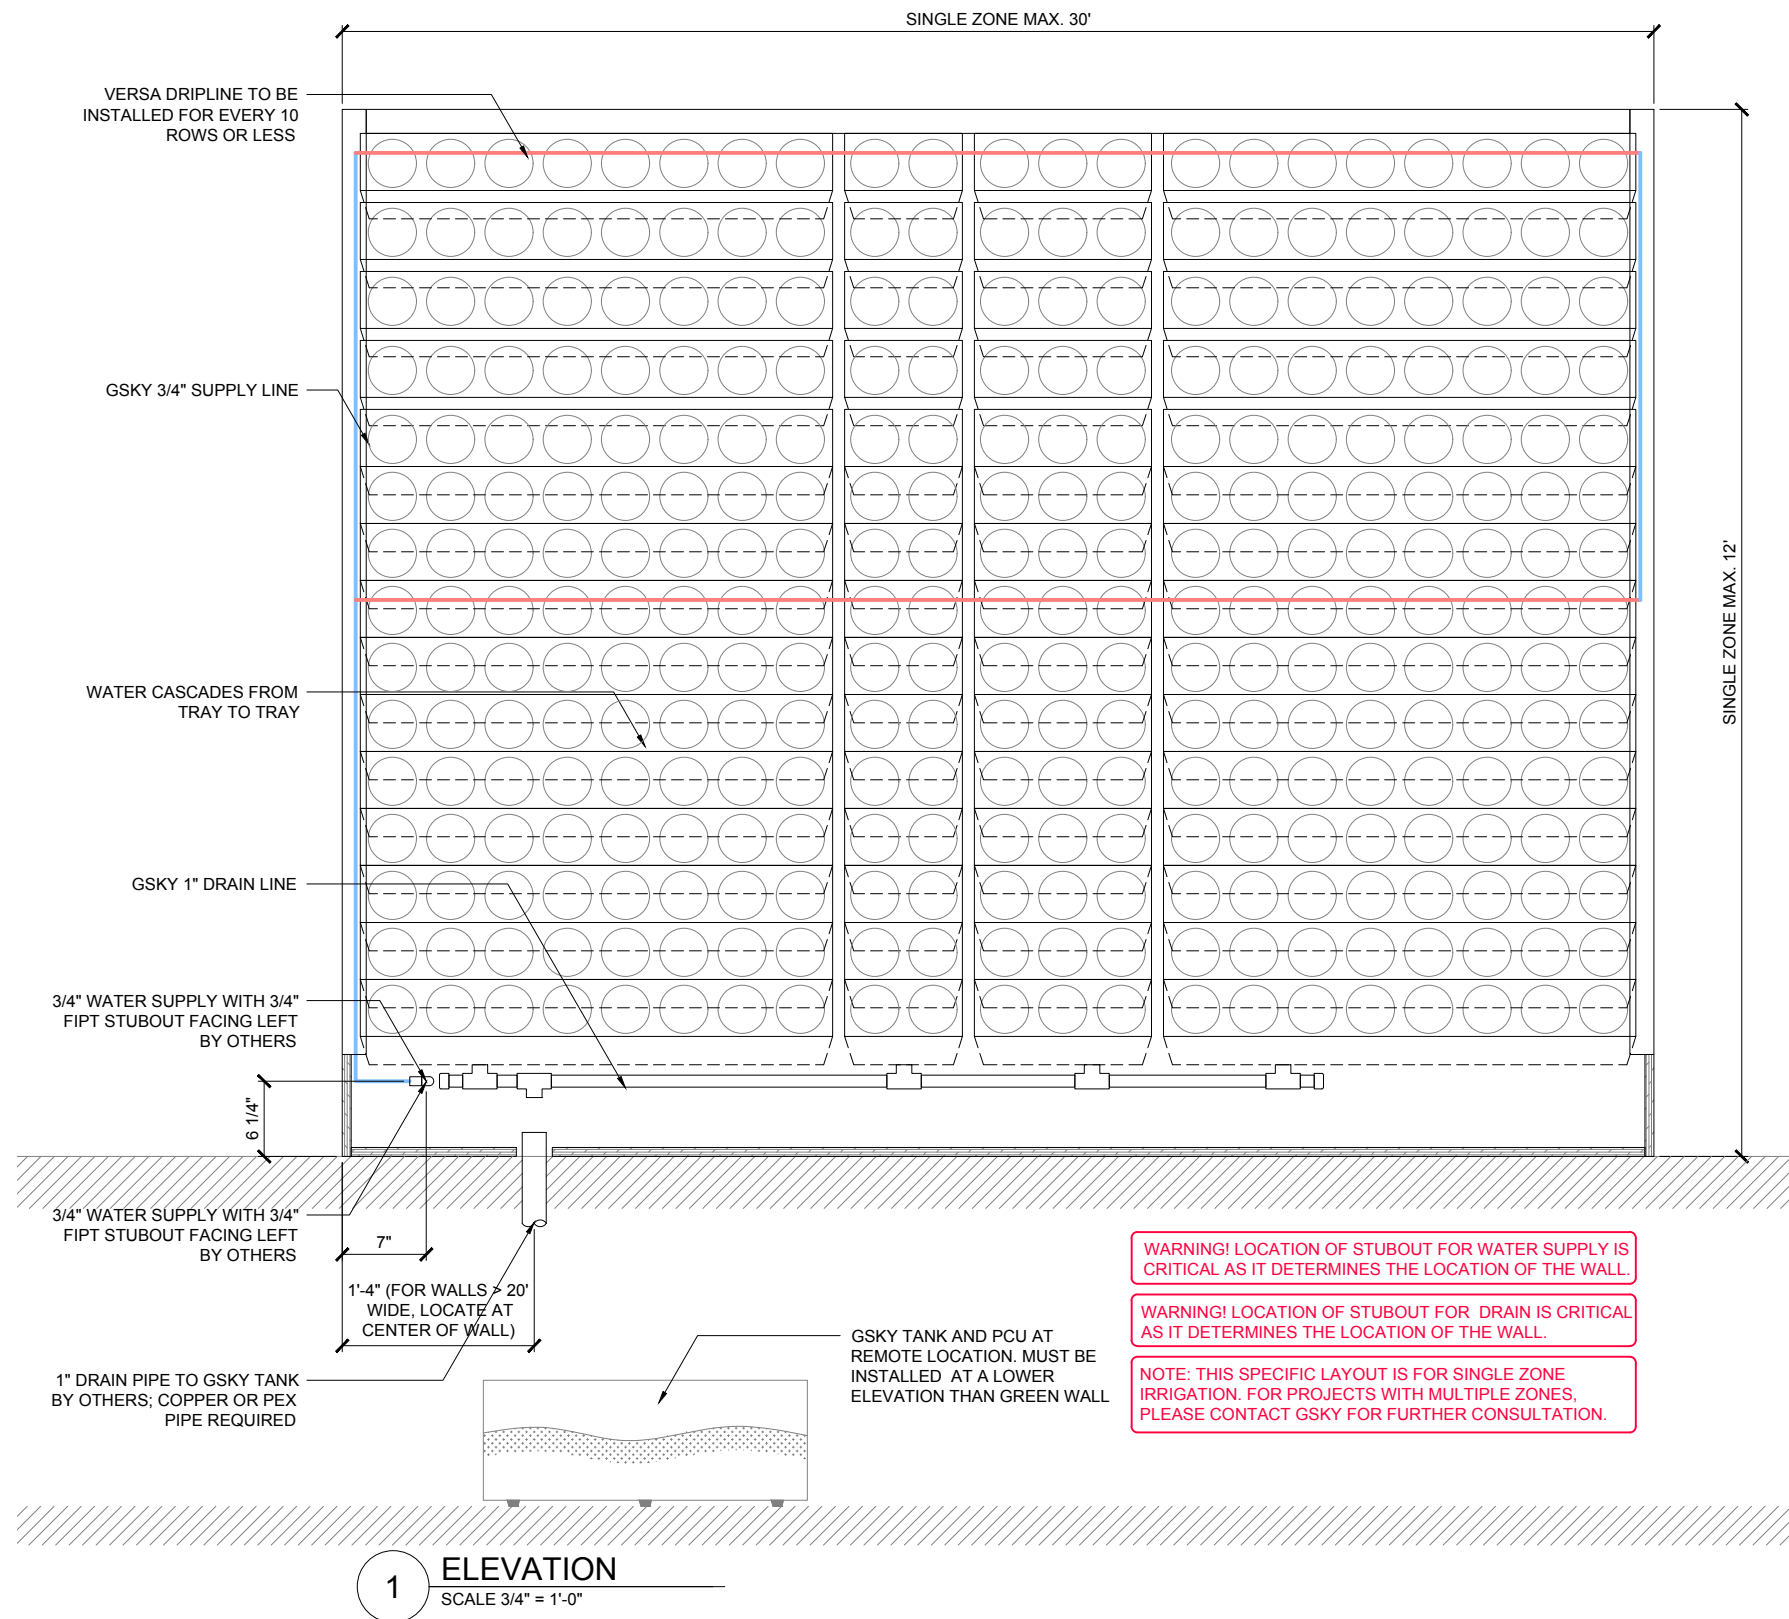 SINGLE ZONE MAX. 30'
VERSA DRIPLINE TO BE
INSTALLED FOR EVERY 10
ROWS OR LESS
GSKY 3/4" SUPPLY LINE
SINGLE ZONE MAX. 12'
WATER CASCADES FROM
TRAY TO TRAY
GSKY 1" DRAIN LINE
3/4" WATER SUPPLY WITH 3/4"
FIPT STUBOUT FACING LEFT
BY OTHERS
6 1/4"
3/4" WATER SUPPLY WITH 3/4"
FIPT STUBOUT FACING LEFT
BY OTHERS
7"
1'-4" (FOR WALLS > 20'
WIDE, LOCATE AT
CENTER OF WALL)
1" DRAIN PIPE TO GSKY TANK
BY OTHERS; COPPER OR PEX
PIPE REQUIRED
GSKY TANK AND PCU AT
REMOTE LOCATION. MUST BE
INSTALLED AT A LOWER
ELEVATION THAN GREEN WALL
WARNING! LOCATION OF STUBOUT FOR WATER SUPPLY IS
CRITICAL AS IT DETERMINES THE LOCATION OF THE WALL.
WARNING! LOCATION OF STUBOUT FOR DRAIN IS CRITICAL
AS IT DETERMINES THE LOCATION OF THE WALL.
NOTE: THIS SPECIFIC LAYOUT IS FOR SINGLE ZONE
IRRIGATION. FOR PROJECTS WITH MULTIPLE ZONES,
PLEASE CONTACT GSKY FOR FURTHER CONSULTATION.
1
ELEVATION
SCALE 3/4" = 1'-0"